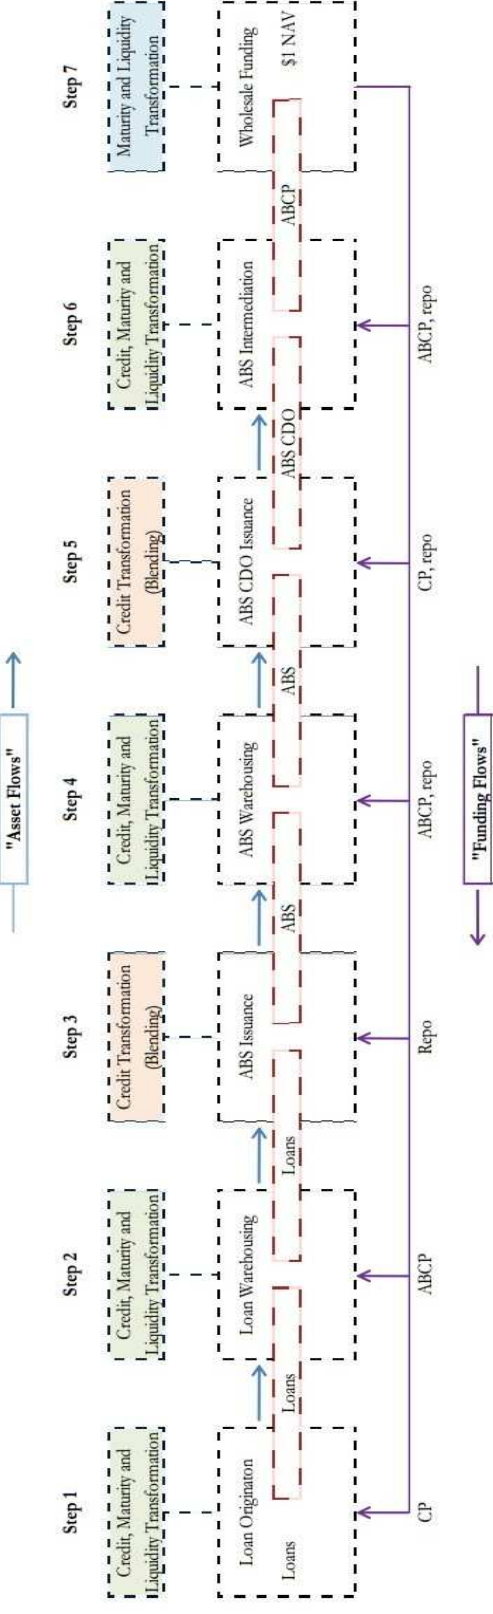 "Asset Flows"
Step 1
Step 2
Step 3
Step 4
Step 5
Step 6
Step 7
Credit, Maturity and
Liquidity Transformation
Credit, Maturity and
Liquidity Transformation
Credit Transformation
(Blending)
Credit, Maturity and
Liquidity Transformation
Credit Transformation
(Blending)
Credit, Maturity and
Liquidity Transformation
Maturity and Liquidity
Transformation
Loan Originaton
Loan Warehousing
ABS Issuance
ABS Warehousing
ABS CDO Issuance
ABS Intermediation
Wholesale Funding
Loans
Loans
Loans
ABS
ABS
ABS CDO
ABCP
$1 NAV
CP
ABCP
Repo
ABCP, repo
CP, repo
ABCP, repo
"Funding Flows"